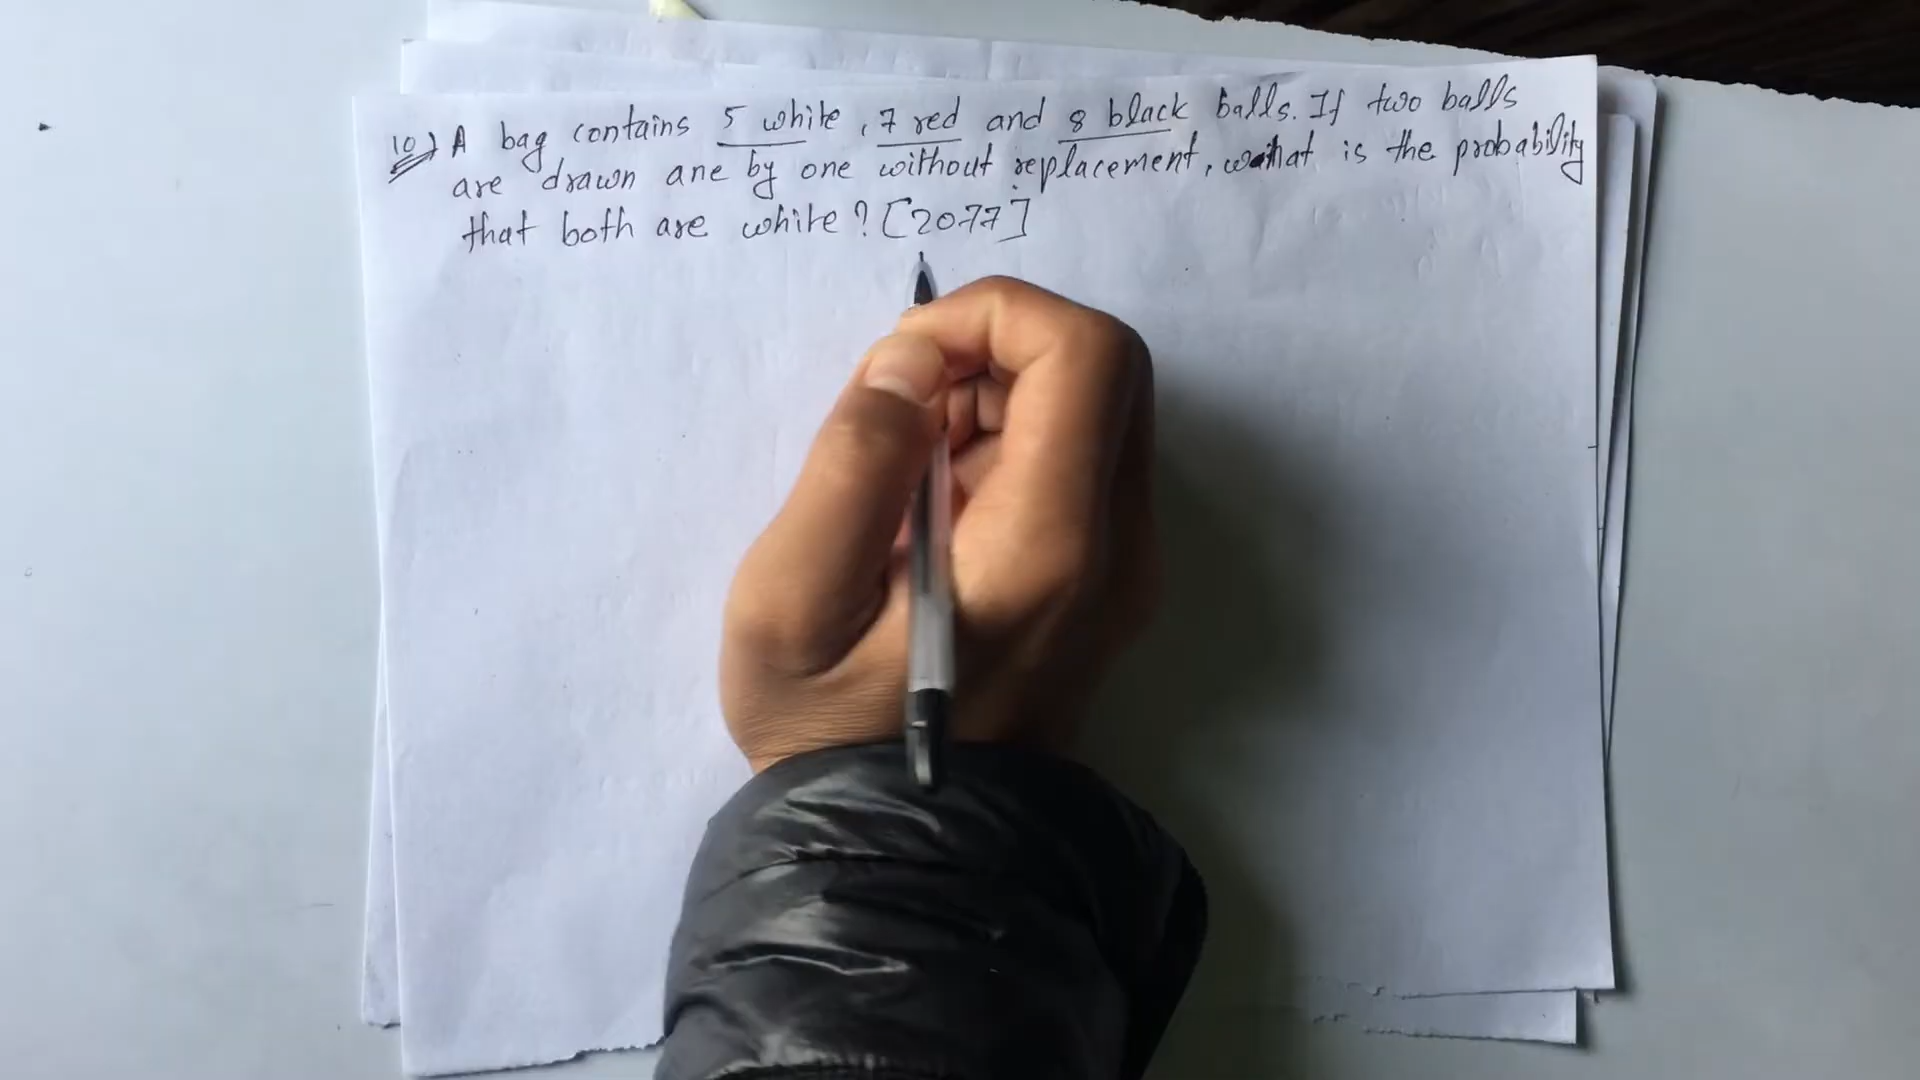 10) A bag contains 5 white, 7 red and 8 black balls. If two balls
are drawn one by one without replacement, what is the probability
that both are white? [2077]